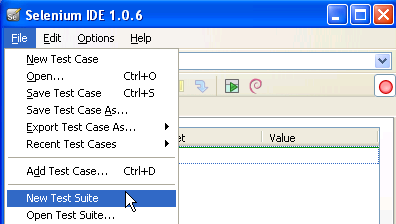 Selenium IDE 1.0.6
File Edit Options Help
New Test Case
Open... Ctrl+O
Save Test Case Ctrl+S
Save Test Case As...
Export Test Case As...
Recent Test Cases
et Value
Add Test Case... Ctrl+D
New Test Suite
Open Test Suite...